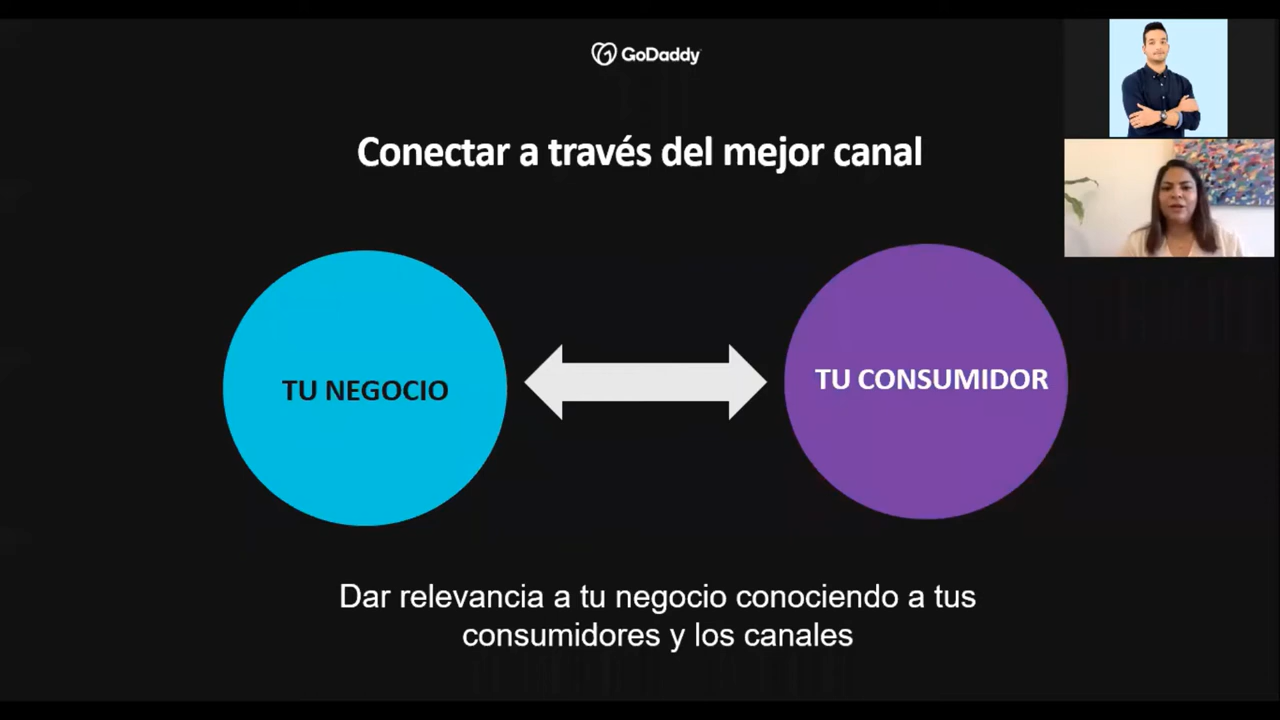 GoDaddy
Conectar a través del mejor canal
TU NEGOCIO
TU CONSUMIDOR
Dar relevancia a tu negocio conociendo a tus
consumidores y los canales